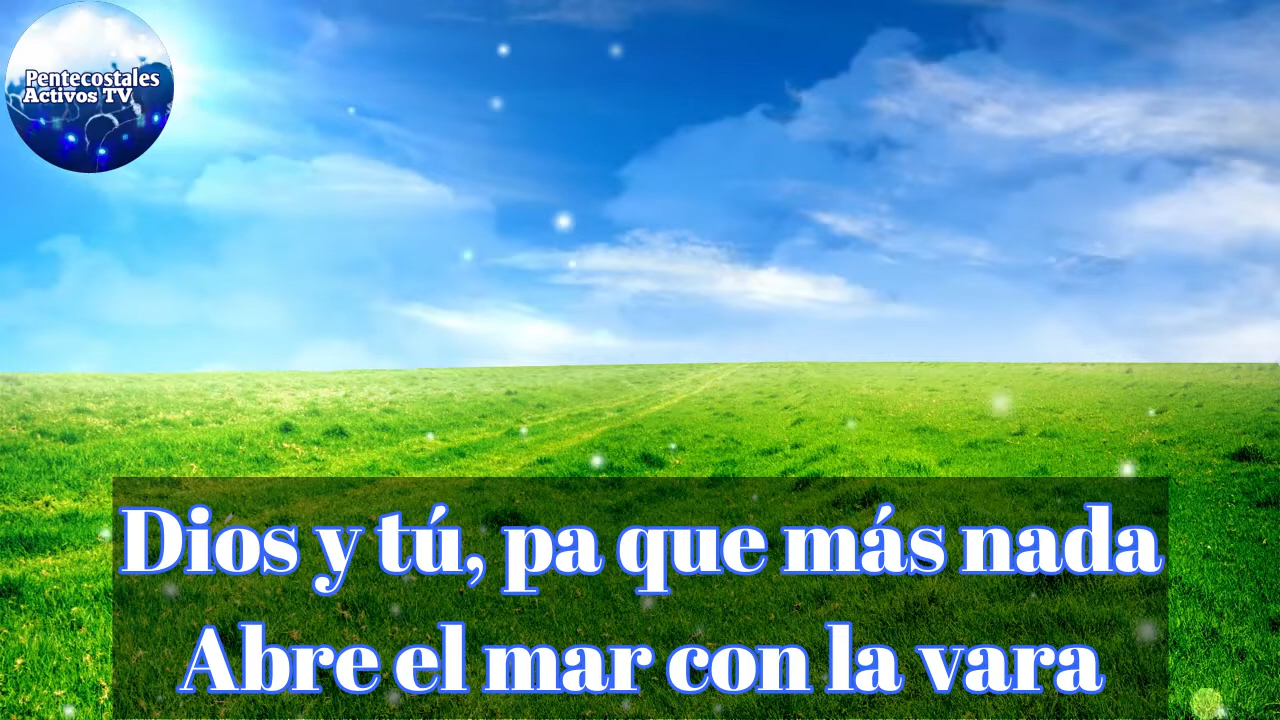 Pentecostales
Activos TV
Dios y tú, pa que más nada
Abre el mar con la vara